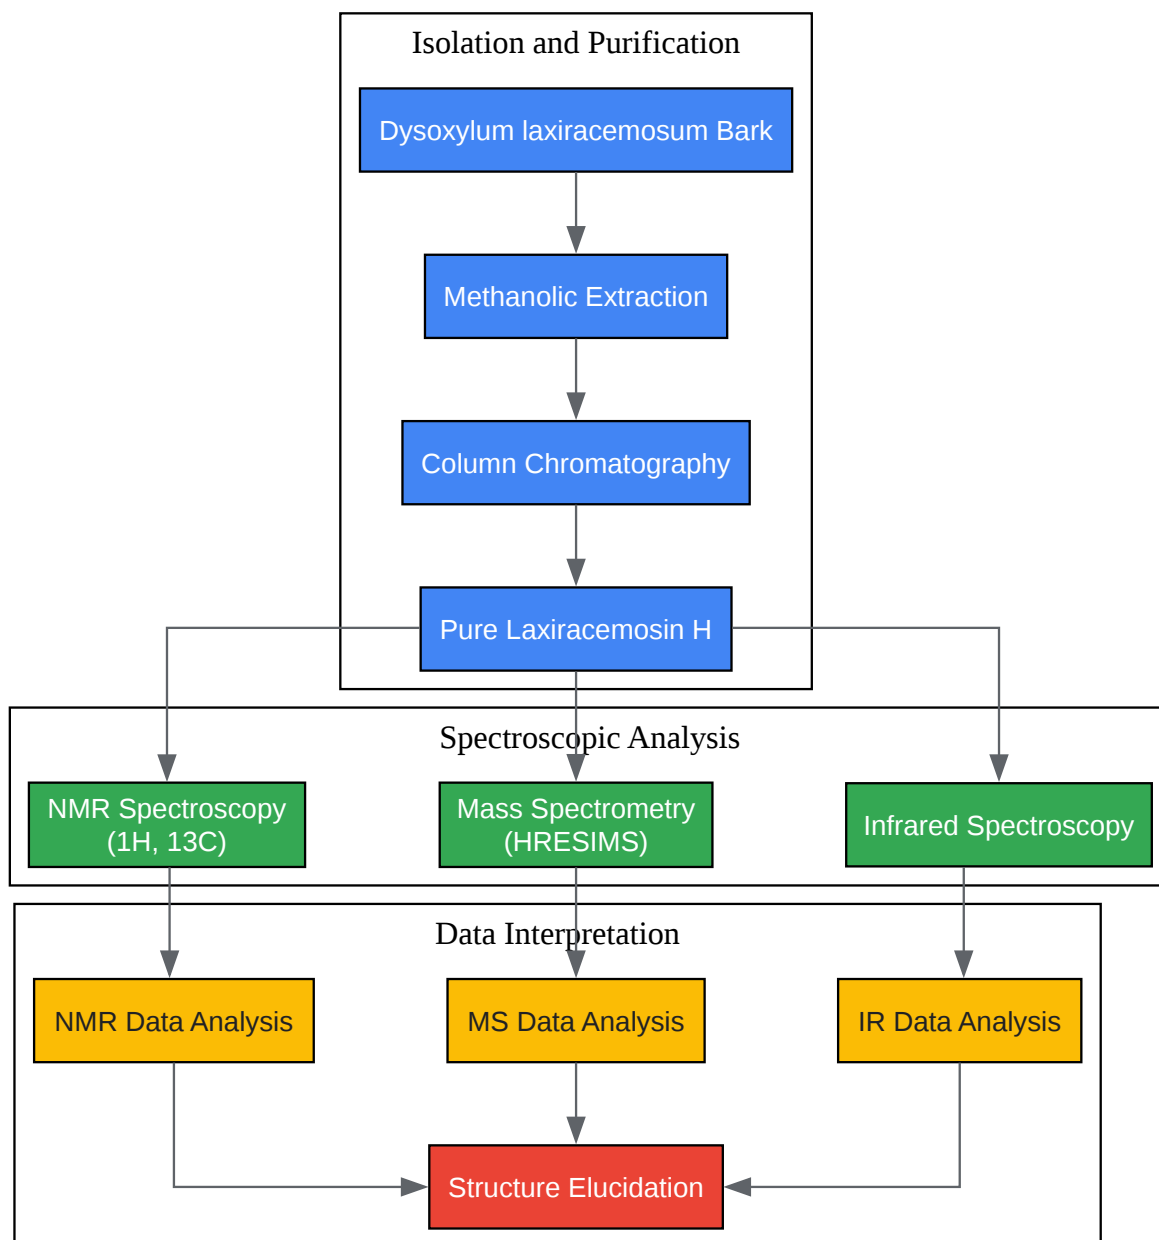 Isolation and Purification
Dysoxylum laxiracemosum Bark
Methanolic Extraction
Column Chromatography
Pure Laxiracemosin H
Spectroscopic Analysis
NMR Spectroscopy
(1H, 13C)
Mass Spectrometry
(HRESIMS)
Infrared Spectroscopy
Data Interpretation
NMR Data Analysis
MS Data Analysis
IR Data Analysis
Structure Elucidation